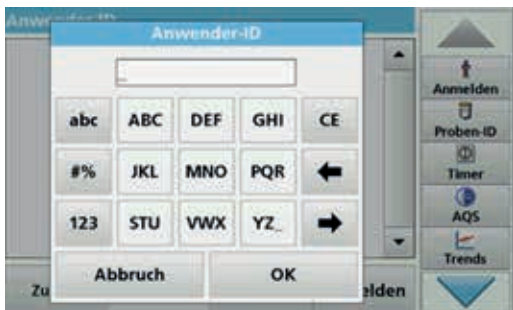 Anwender-ID
Anwender-ID
_
abc ABC DEF GHI CE
#% JKL MNO PQR
123 STU VWX YZ_
Abbruch OK
Zu
elden
Anmelden
Proben-ID
Timer
AQS
Trends